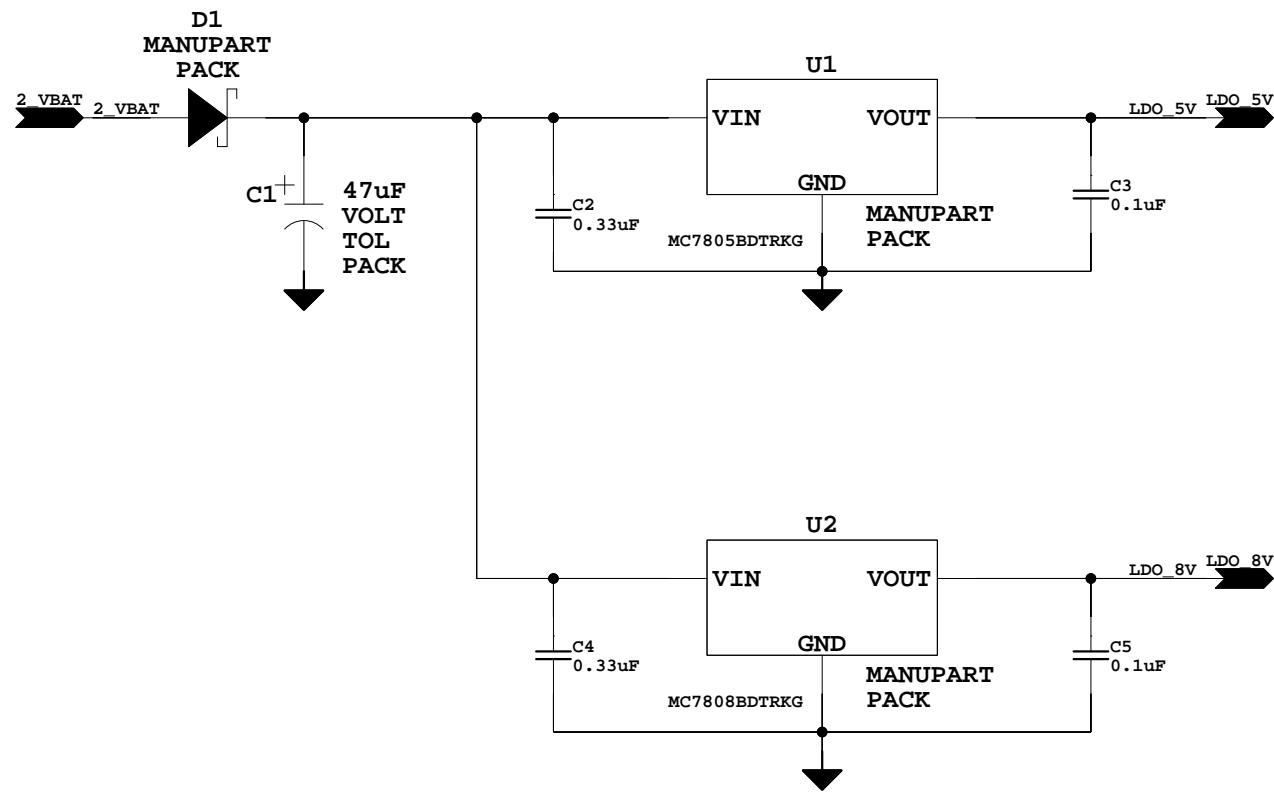 D1
MANUPART
PACK
2_VBAT
2_VBAT
C1
+
47uF
VOLT
TOL
PACK
C2
0.33uF
U1
VIN
VOUT
GND
MC7805BDTRKG
MANUPART
PACK
C3
0.1uF
LDO_5V
LDO_5V
U2
VIN
VOUT
GND
MC7808BDTRKG
MANUPART
PACK
C4
0.33uF
C5
0.1uF
LDO_8V
LDO_8V